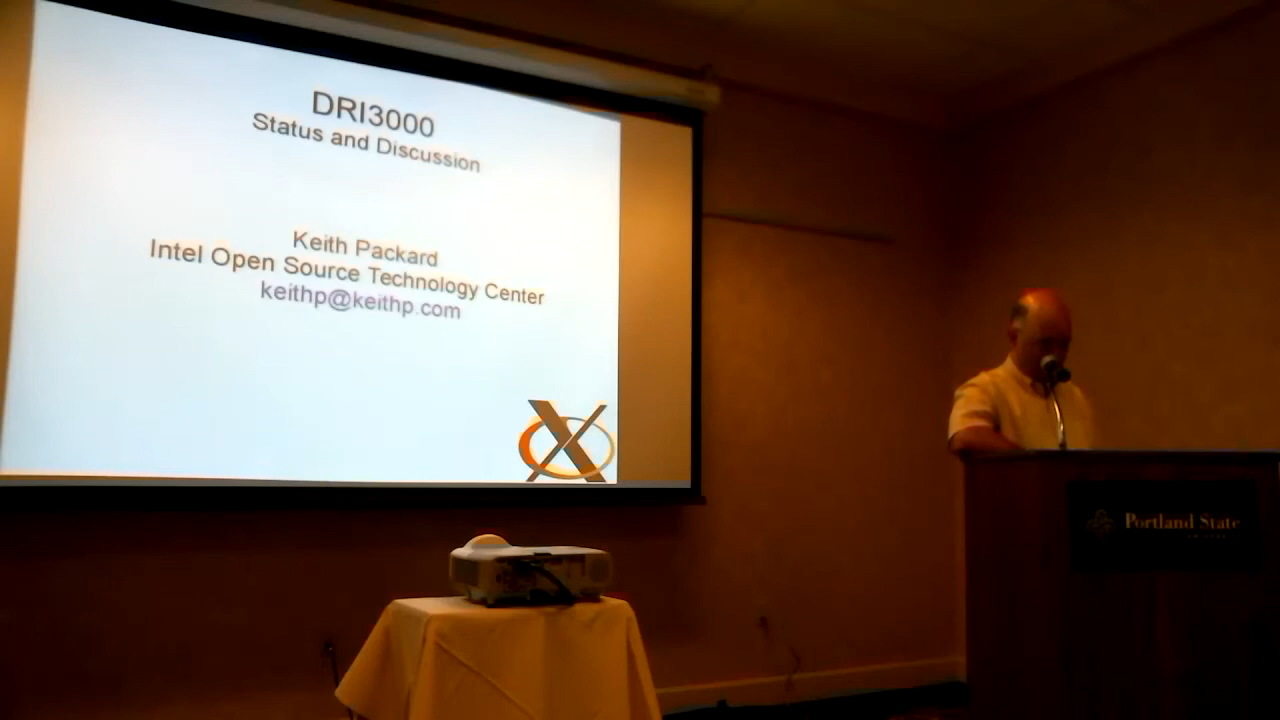 DRI3000
Status and Discussion
Keith Packard
Intel Open Source Technology Center
keithp@keithp.com
Portland State